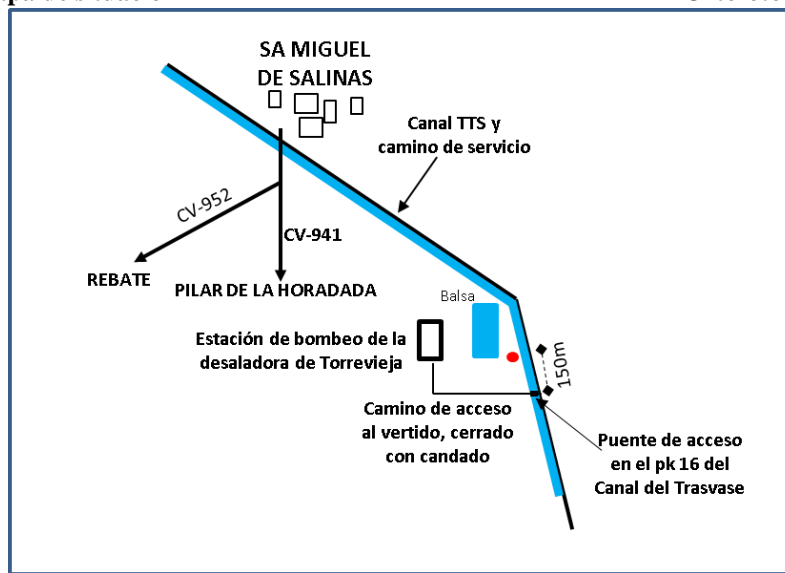 SA MIGUEL
DE SALINAS
Canal TTS y
camino de servicio
CV-952
CV-941
REBATE
PILAR DE LA HORADADA
Balsa
Estación de bombeo de la
desaladora de Torrevieja
150m
Camino de acceso
al vertido, cerrado
con candado
Puente de acceso
en el pk 16 del
Canal del Trasvase